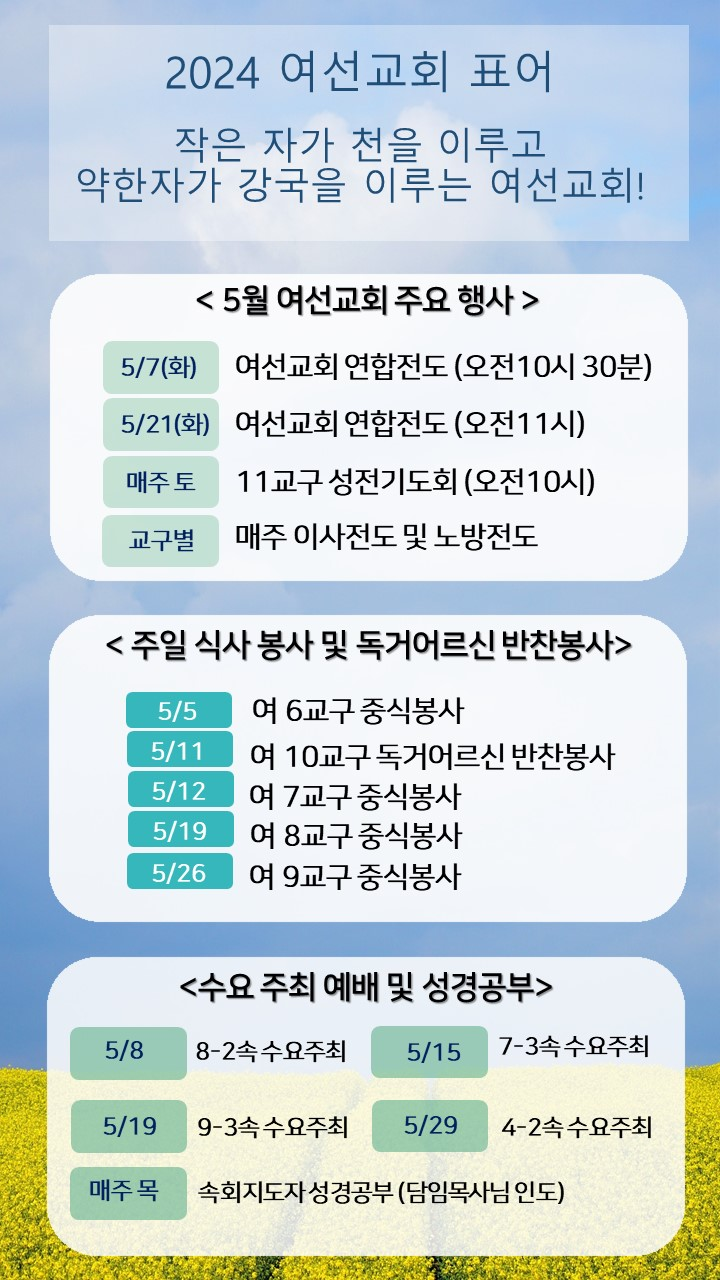 2024 여선교회 표어
작은 자가 천을 이루고
약한자가 강국을 이루는 여선교회!
< 5월 여선교회 주요 행사 >
5/7(화) 여선교회 연합전도 (오전10시 30분)
5/21(화) 여선교회 연합전도 (오전11시)
매주 토 11교구 성전기도회 (오전10시)
교구별 매주 이사전도 및 노방전도
< 주일 식사 봉사 및 독거어르신 반찬봉사>
5/5 여 6교구 중식봉사
5/11 여 10교구 독거어르신 반찬봉사
5/12 여 7교구 중식봉사
5/19 여 8교구 중식봉사
5/26 여 9교구 중식봉사
<수요 주최 예배 및 성경공부>
5/8 8-2속 수요주최 5/15 7-3속 수요주최
5/19 9-3속 수요주최 5/29 4-2속 수요주최
매주 목 속회지도자 성경공부 (담임목사님 인도)